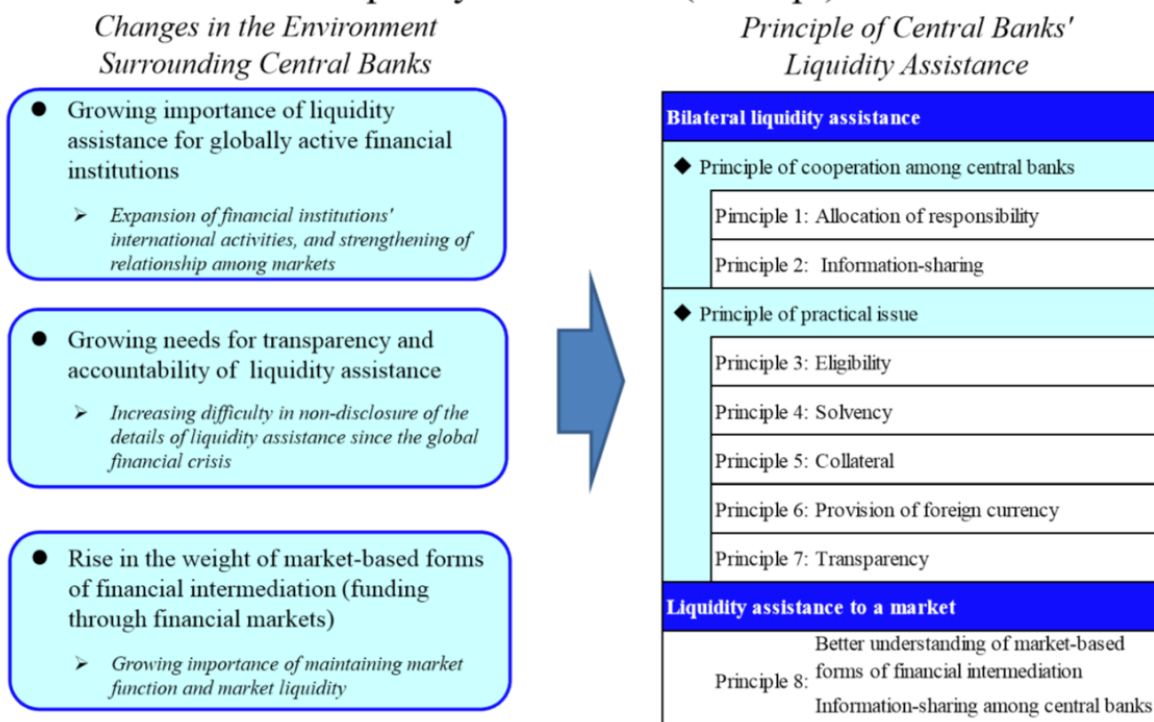 Changes in the Environment
Surrounding Central Banks
● Growing importance of liquidity
assistance for globally active financial
institutions
➢ Expansion of financial institutions'
international activities, and strengthening of
relationship among markets
● Growing needs for transparency and
accountability of liquidity assistance
➢ Increasing difficulty in non-disclosure of the
details of liquidity assistance since the global
financial crisis
● Rise in the weight of market-based forms
of financial intermediation (funding
through financial markets)
➢ Growing importance of maintaining market
function and market liquidity
Principle of Central Banks'
Liquidity Assistance
Bilateral liquidity assistance
◆ Principle of cooperation among central banks
Pirnciple 1: Allocation of responsibility
Principle 2: Information-sharing
◆ Principle of practical issue
Principle 3: Eligibility
Principle 4: Solvency
Principle 5: Collateral
Principle 6: Provision of foreign currency
Principle 7: Transparency
Liquidity assistance to a market
Principle 8:
Better understanding of market-based
forms of financial intermediation
Information-sharing among central banks